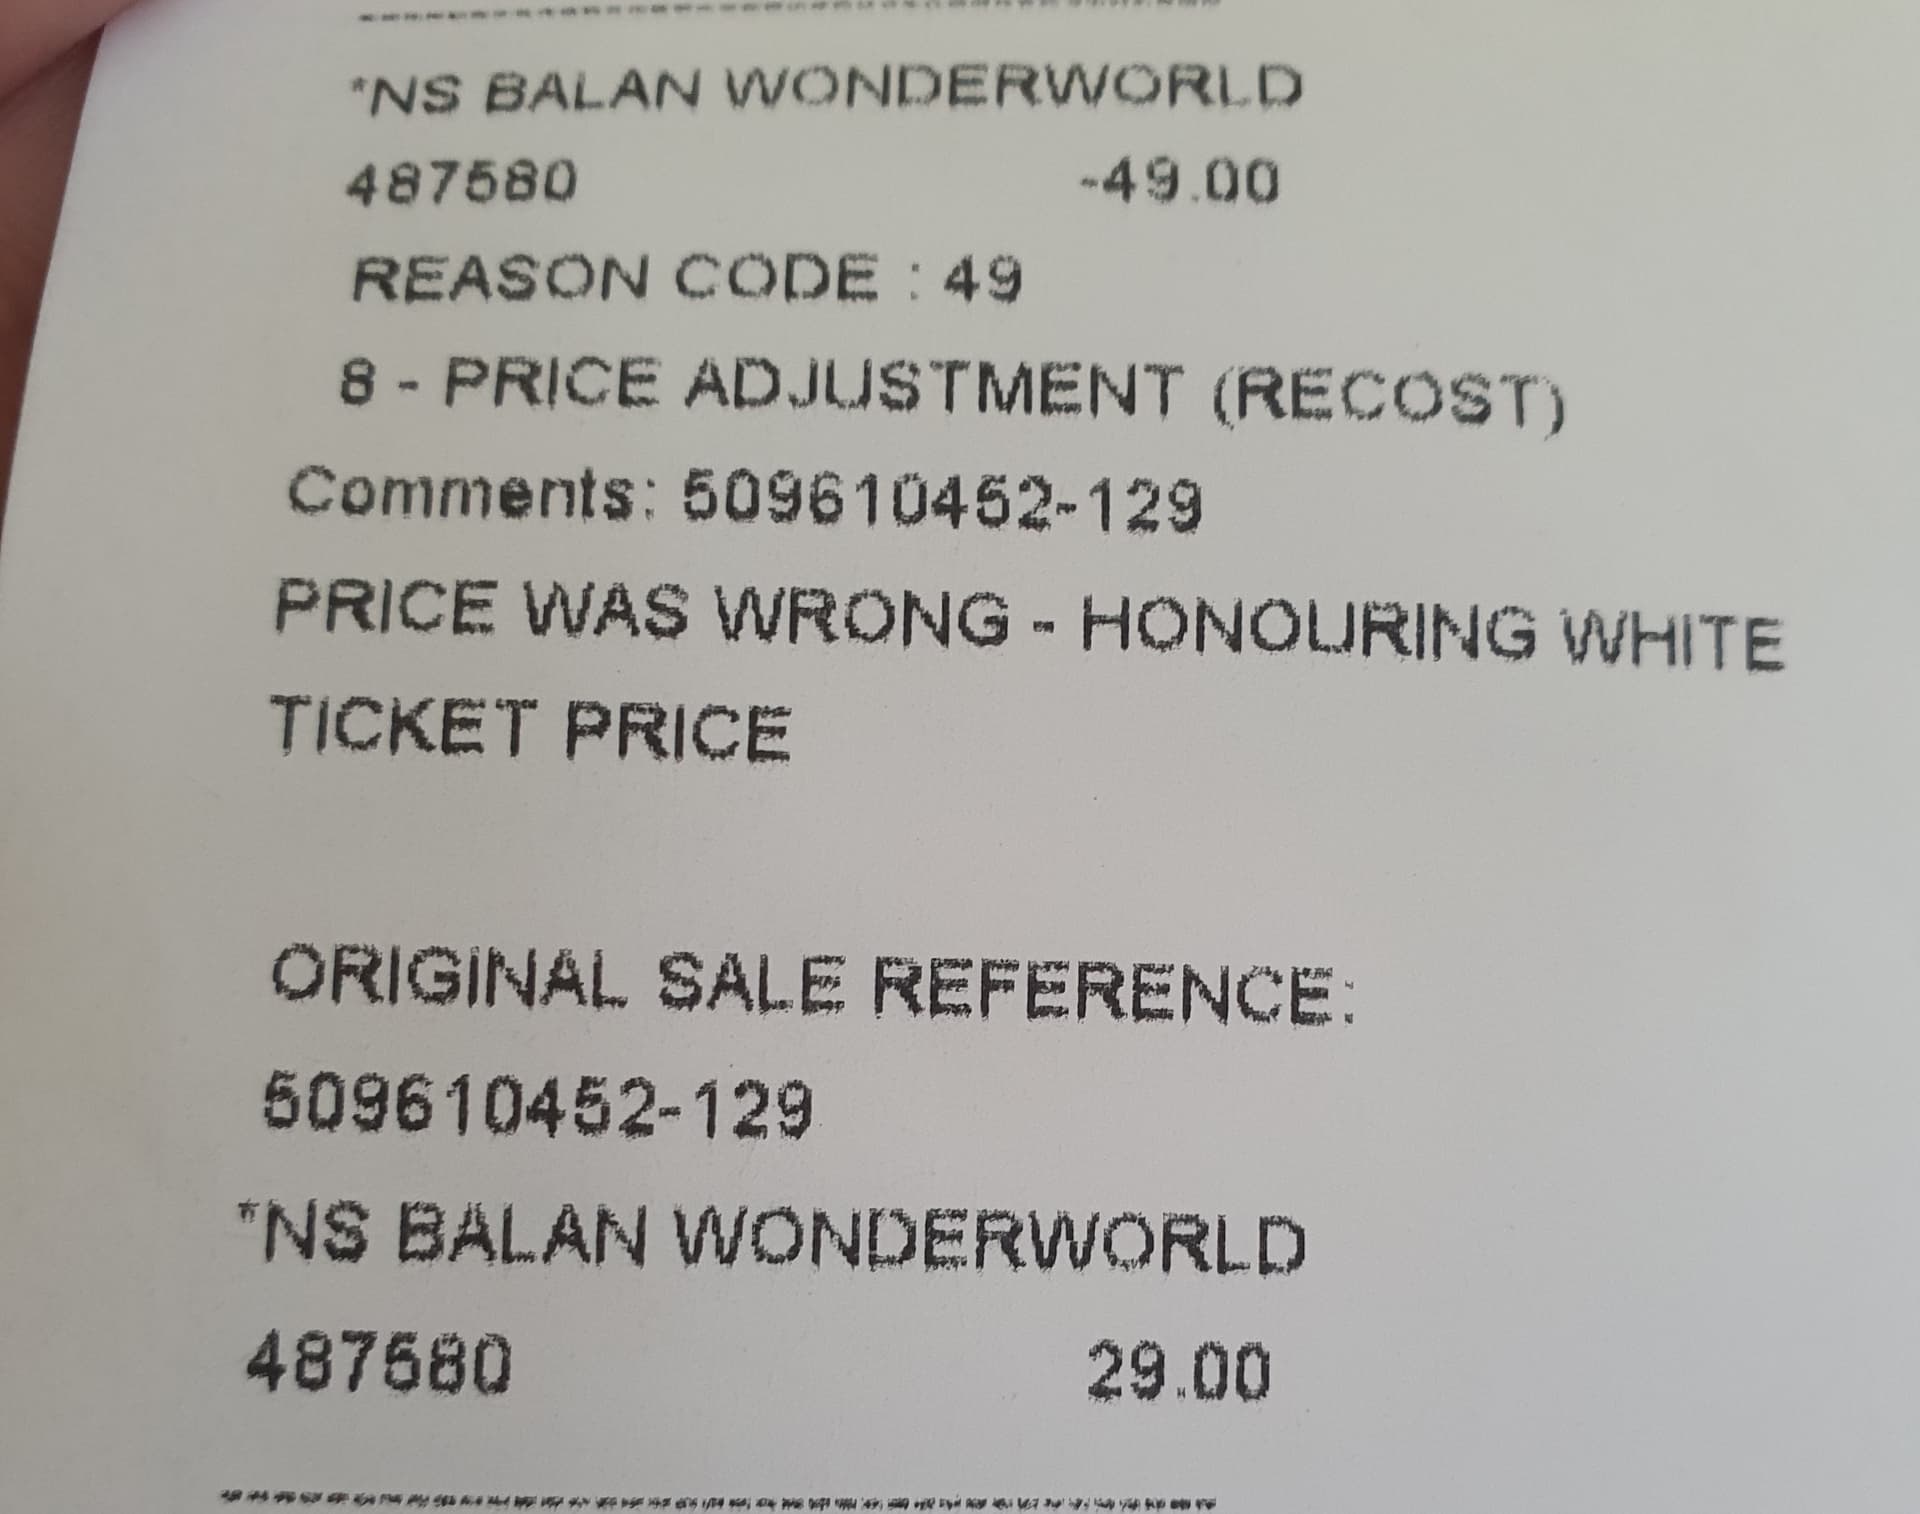 *NS BALAN WONDERWORLD
487580 -49.00
REASON CODE : 49
8 - PRICE ADJUSTMENT (RECOST)
Comments: 509610452-129
PRICE WAS WRONG - HONOURING WHITE
TICKET PRICE
ORIGINAL SALE REFERENCE:
509610452-129
*NS BALAN WONDERWORLD
487580 29.00